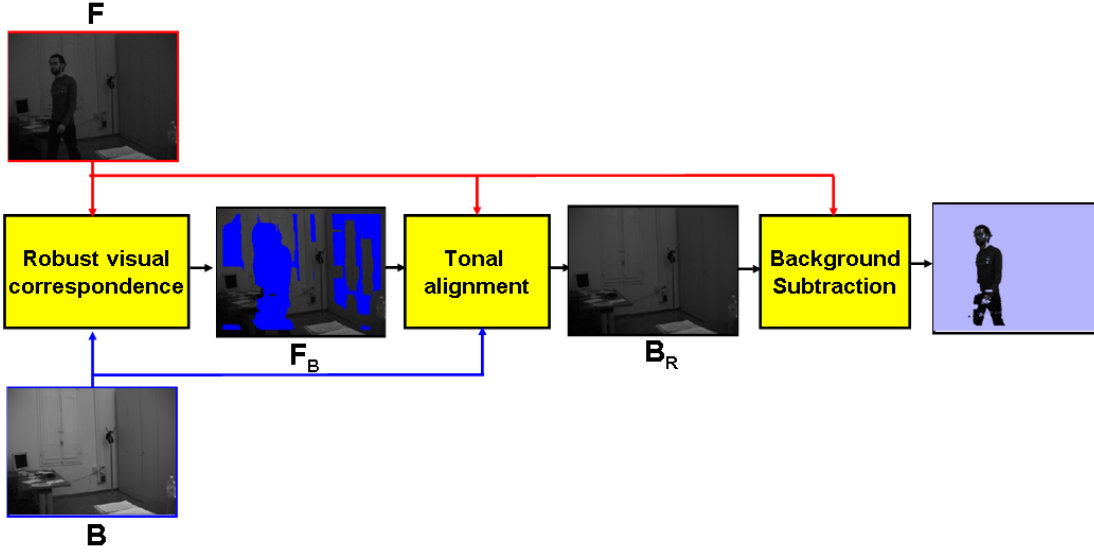 F
Robust visual
correspondence
F_B
Tonal
alignment
B_R
Background
Subtraction
B